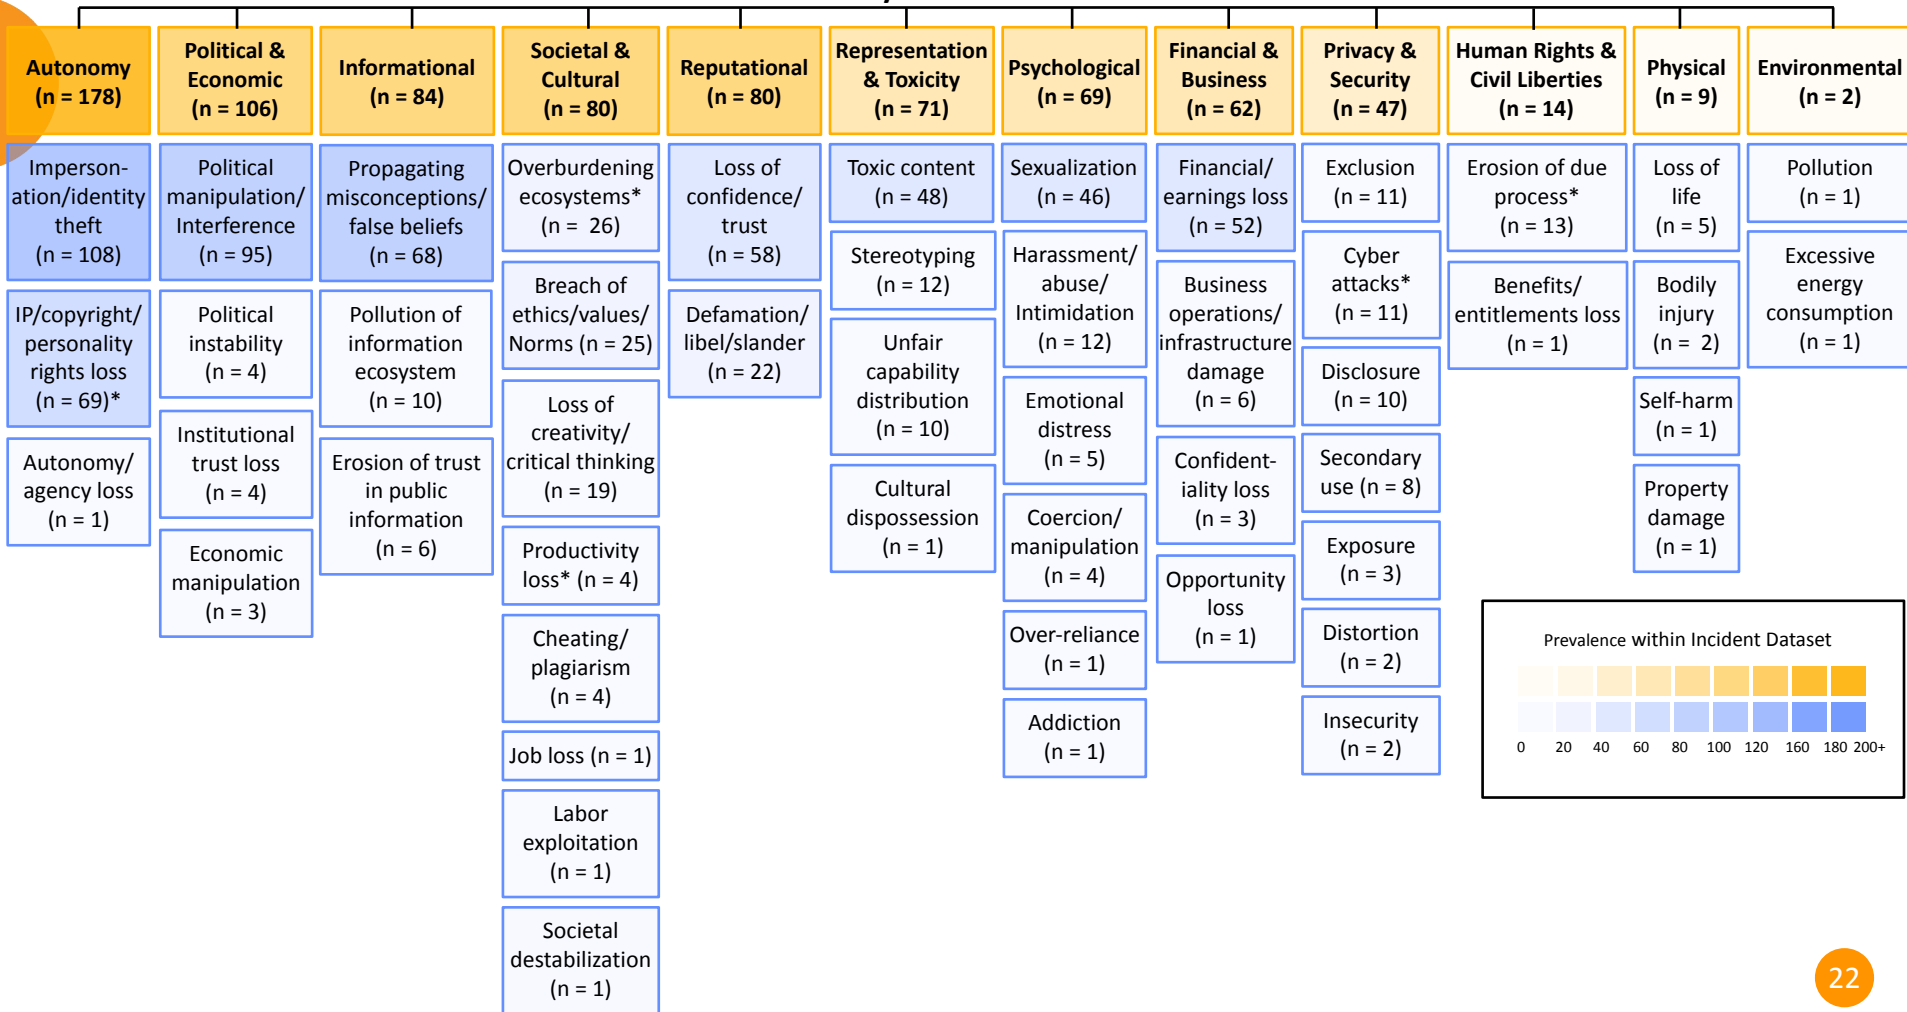 Autonomy
(n = 178)
Political &
Economic
(n = 106)
Informational
(n = 84)
Societal &
Cultural
(n = 80)
Reputational
(n = 80)
Representation
& Toxicity
(n = 71)
Psychological
(n = 69)
Financial &
Business
(n = 62)
Privacy &
Security
(n = 47)
Human Rights &
Civil Liberties
(n = 14)
Physical
(n = 9)
Environmental
(n = 2)
Imperson-
ation/identity
theft
(n = 108)
IP/copyright/
personality
rights loss
(n = 69)*
Autonomy/
agency loss
(n = 1)
Political
manipulation/
Interference
(n = 95)
Political
instability
(n = 4)
Institutional
trust loss
(n = 4)
Economic
manipulation
(n = 3)
Propagating
misconceptions/
false beliefs
(n = 68)
Pollution of
information
ecosystem
(n = 10)
Erosion of trust
in public
information
(n = 6)
Overburdening
ecosystems*
(n =  26)
Breach of
ethics/values/
Norms (n = 25)
Loss of
creativity/
critical thinking
(n = 19)
Productivity
loss* (n = 4)
Cheating/
plagiarism
(n = 4)
Job loss (n = 1)
Labor
exploitation
(n = 1)
Societal
destabilization
(n = 1)
Loss of
confidence/
trust
(n = 58)
Defamation/
libel/slander
(n = 22)
Toxic content
(n = 48)
Stereotyping
(n = 12)
Unfair
capability
distribution
(n = 10)
Cultural
dispossession
(n = 1)
Sexualization
(n = 46)
Harassment/
abuse/
Intimidation
(n = 12)
Emotional
distress
(n = 5)
Coercion/
manipulation
(n = 4)
Over-reliance
(n = 1)
Addiction
(n = 1)
Financial/
earnings loss
(n = 52)
Business
operations/
infrastructure
damage
(n = 6)
Confident-
iality loss
(n = 3)
Opportunity
loss
(n = 1)
Exclusion
(n = 11)
Cyber
attacks*
(n = 11)
Disclosure
(n = 10)
Secondary
use (n = 8)
Exposure
(n = 3)
Distortion
(n = 2)
Insecurity
(n = 2)
Erosion of due
process*
(n = 13)
Benefits/
entitlements loss
(n = 1)
Loss of
life
(n = 5)
Bodily
injury
(n =  2)
Self-harm
(n = 1)
Property
damage
(n = 1)
Pollution
(n = 1)
Excessive
energy
consumption
(n = 1)
Prevalence within Incident Dataset
0 20 40 60 80 100 120 160 180 200+
22